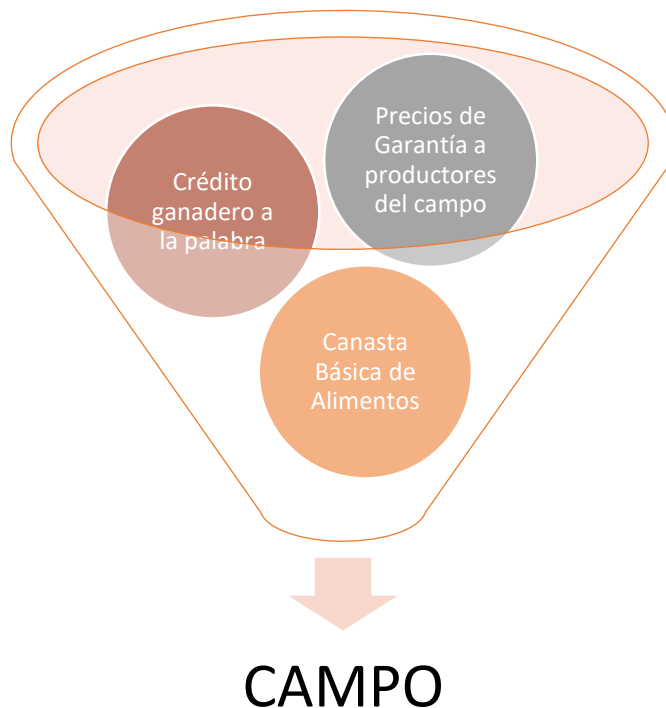 Precios de
Garantía a
productores
del campo
Crédito
ganadero a
la palabra
Canasta
Básica de
Alimentos
CAMPO